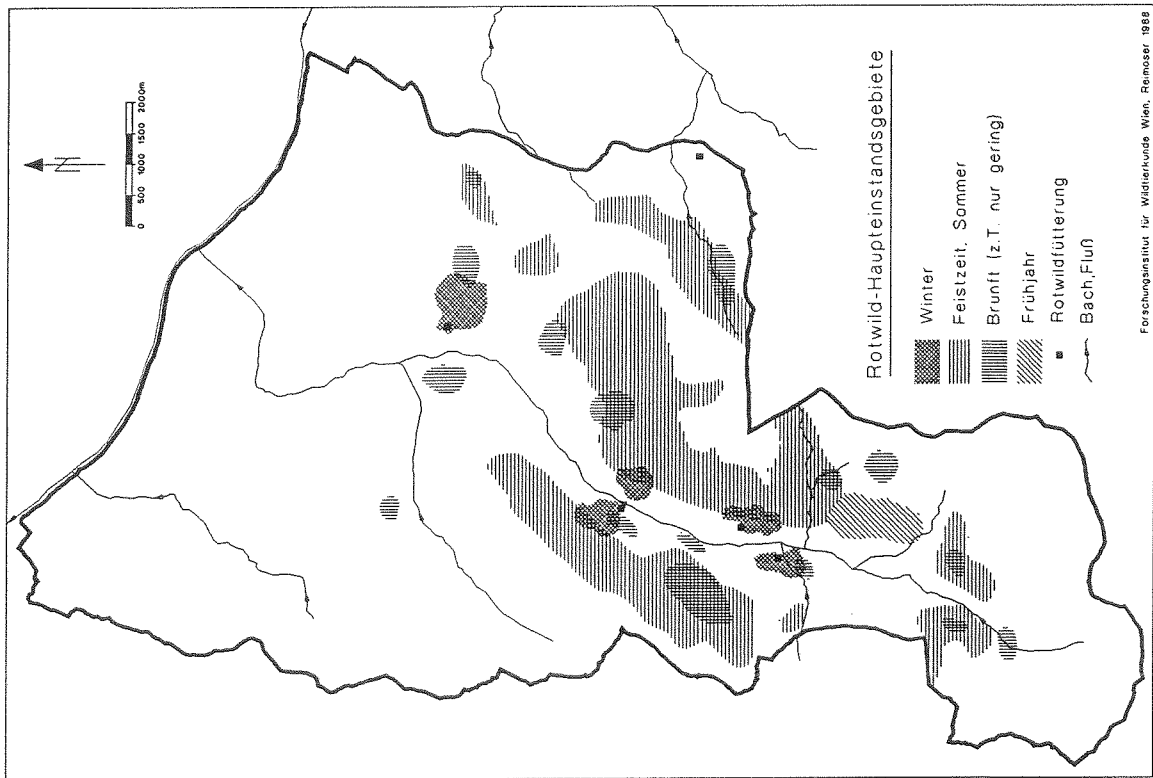 N
0 500 1000 1500 2000m
Rotwild-Haupteinstandsgebiete
Winter
Feistzeit, Sommer
Brunft (z.T. nur gering)
Frühjahr
Rotwildfütterung
Bach,Fluß
Forschungsinstitut für Wildtierkunde Wien, Reimoser 1988